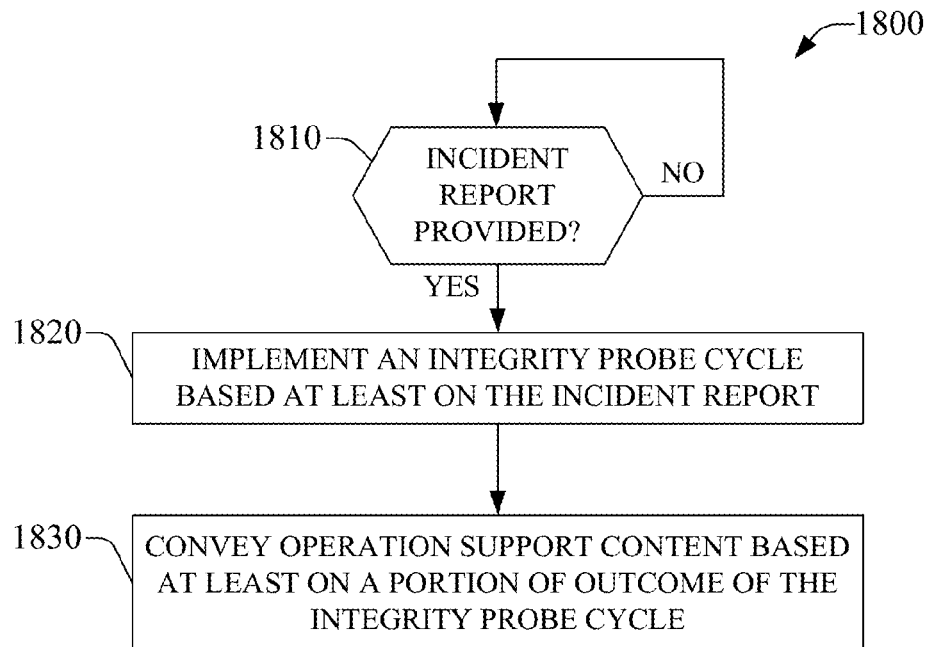 1800
1810
INCIDENT
REPORT
PROVIDED?
NO
YES
1820
IMPLEMENT AN INTEGRITY PROBE CYCLE
BASED AT LEAST ON THE INCIDENT REPORT
1830
CONVEY OPERATION SUPPORT CONTENT BASED
AT LEAST ON A PORTION OF OUTCOME OF THE
INTEGRITY PROBE CYCLE